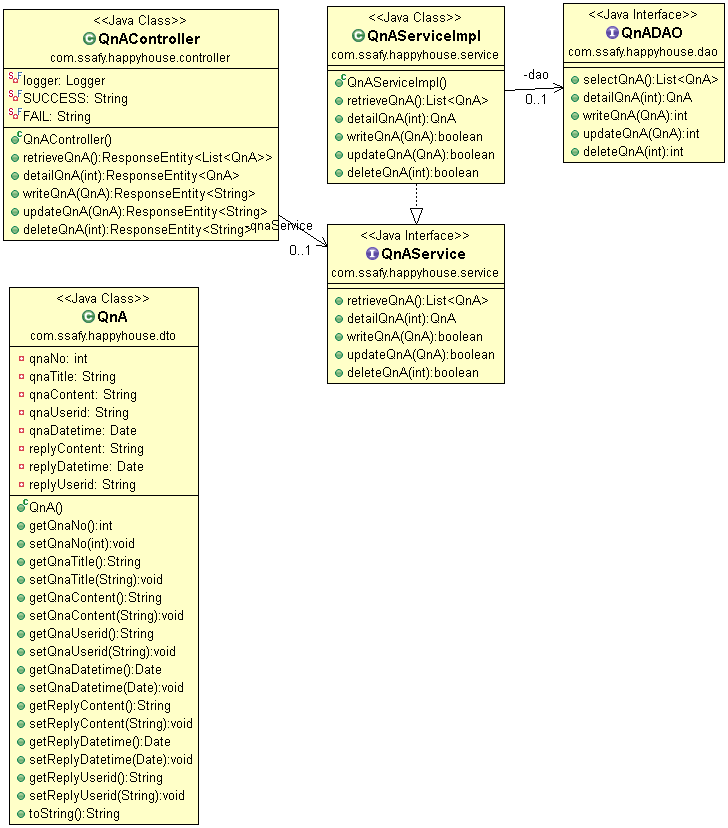 <<Java Class>>
QnAController
com.ssafy.happyhouse.controller
logger: Logger
SUCCESS: String
FAIL: String
QnAController()
retrieveQnA():ResponseEntity<List<QnA>>
detailQnA(int):ResponseEntity<QnA>
writeQnA(QnA):ResponseEntity<String>
updateQnA(QnA):ResponseEntity<String>
deleteQnA(int):ResponseEntity<String>
-qnaService
0..1
<<Java Class>>
QnAServiceImpl
com.ssafy.happyhouse.service
QnAServiceImpl()
retrieveQnA():List<QnA>
detailQnA(int):QnA
writeQnA(QnA):boolean
updateQnA(QnA):boolean
deleteQnA(int):boolean
-dao
0..1
<<Java Interface>>
QnADAO
com.ssafy.happyhouse.dao
selectQnA():List<QnA>
detailQnA(int):QnA
writeQnA(QnA):int
updateQnA(QnA):int
deleteQnA(int):int
<<Java Interface>>
QnAService
com.ssafy.happyhouse.service
retrieveQnA():List<QnA>
detailQnA(int):QnA
writeQnA(QnA):boolean
updateQnA(QnA):boolean
deleteQnA(int):boolean
<<Java Class>>
QnA
com.ssafy.happyhouse.dto
qnaNo: int
qnaTitle: String
qnaContent: String
qnaUserid: String
qnaDatetime: Date
replyContent: String
replyDatetime: Date
replyUserid: String
QnA()
getQnaNo():int
setQnaNo(int):void
getQnaTitle():String
setQnaTitle(String):void
getQnaContent():String
setQnaContent(String):void
getQnaUserid():String
setQnaUserid(String):void
getQnaDatetime():Date
setQnaDatetime(Date):void
getReplyContent():String
setReplyContent(String):void
getReplyDatetime():Date
setReplyDatetime(Date):void
getReplyUserid():String
setReplyUserid(String):void
toString():String